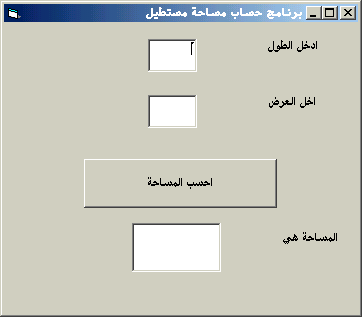 برنامج حساب مساحة مستطيل
ادخل الطول
اخل العرض
احسب المساحة
المساحة هي